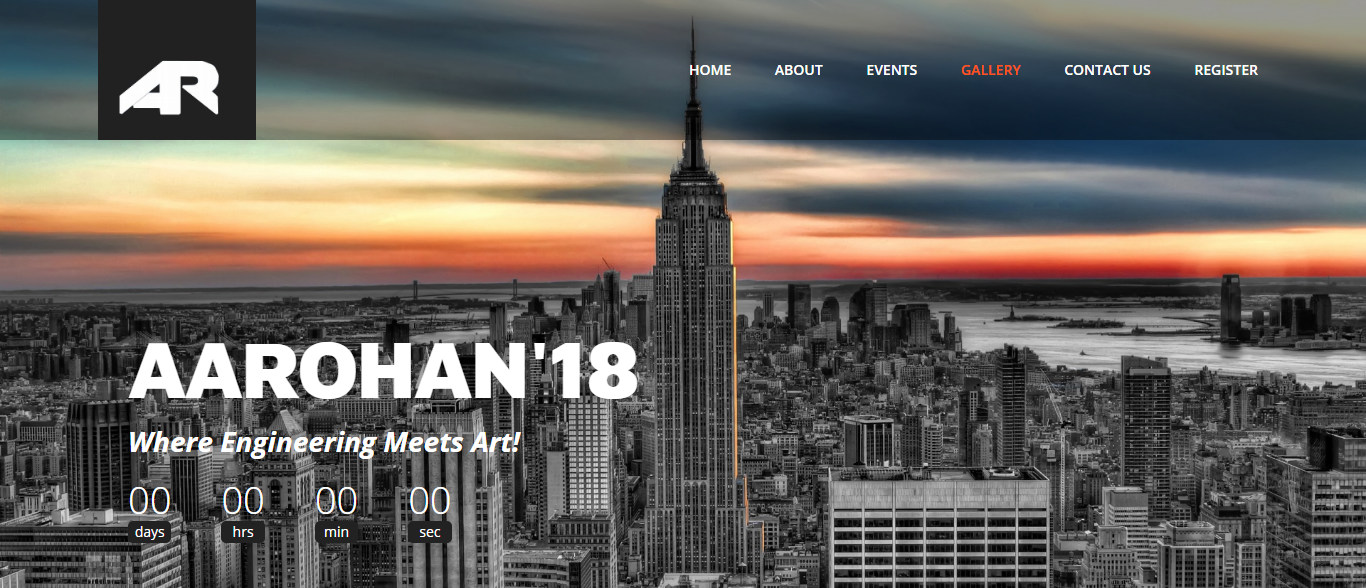 AR
HOME ABOUT EVENTS GALLERY CONTACT US REGISTER
AAROHAN'18
Where Engineering Meets Art!
00 00 00 00
days hrs min sec